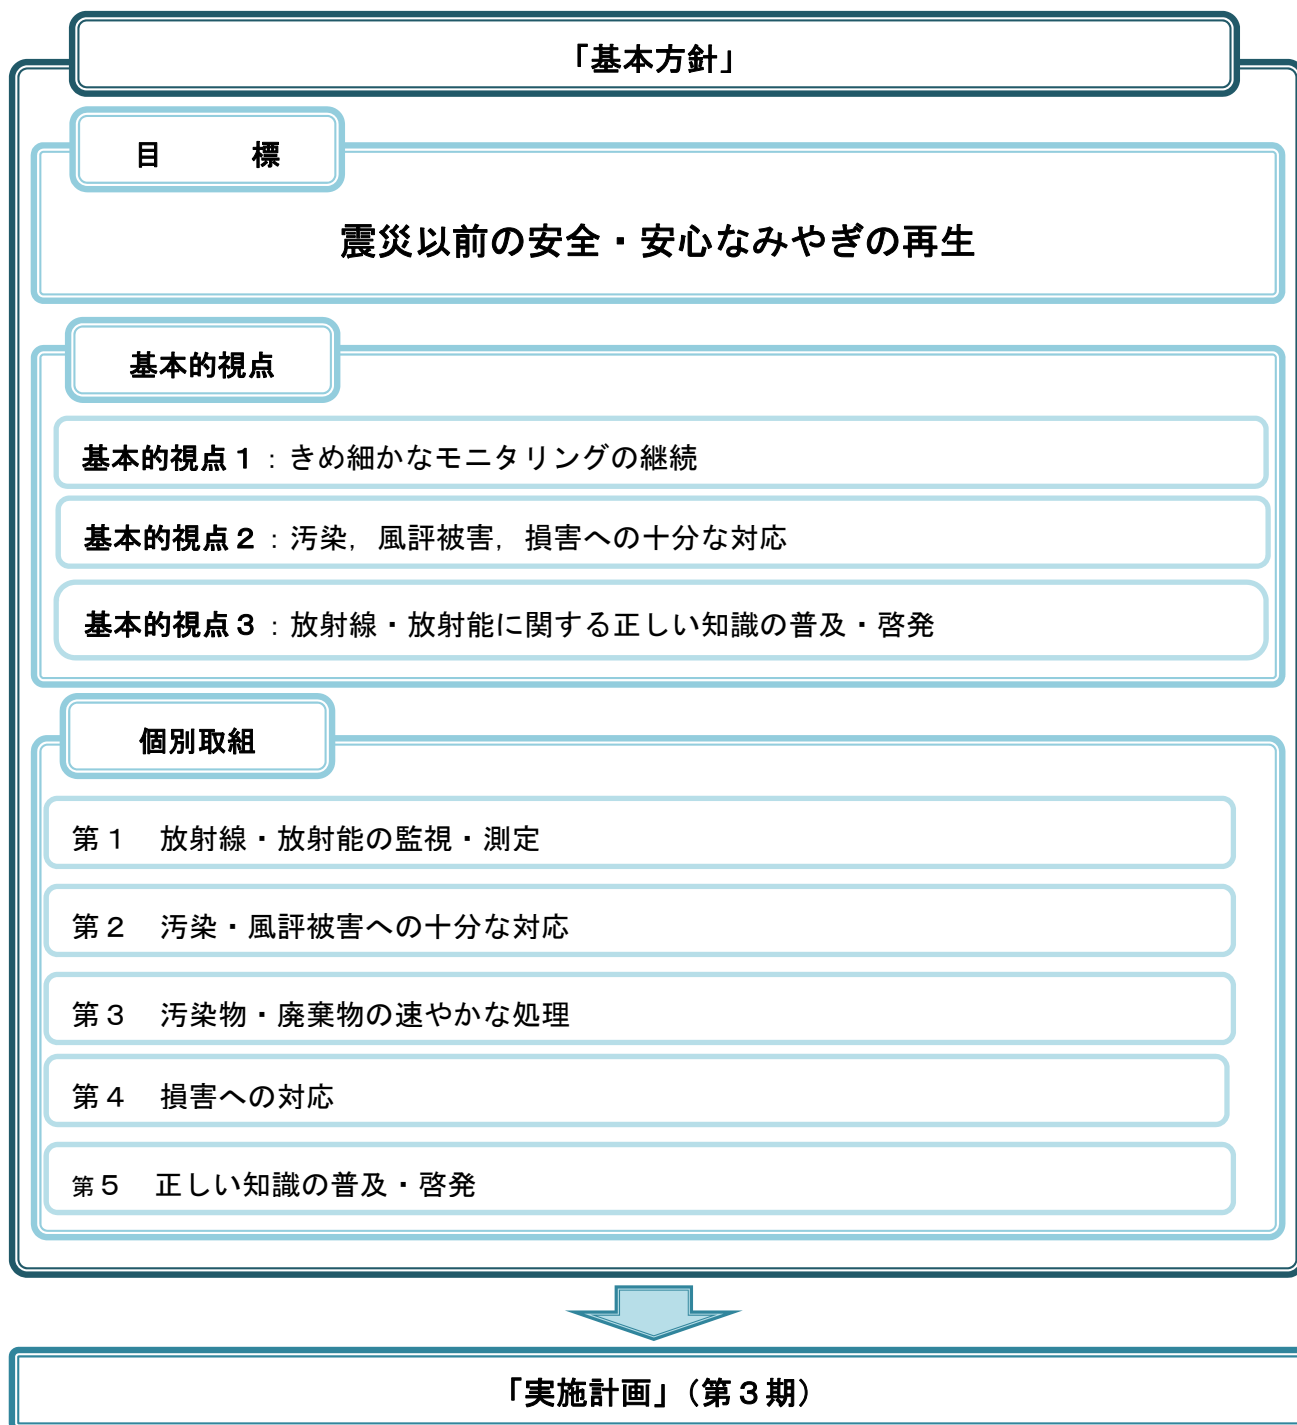 「基本方針」
目　　　標
震災以前の安全・安心なみやぎの再生
基本的視点
基本的視点１：きめ細かなモニタリングの継続
基本的視点２：汚染，風評被害，損害への十分な対応
基本的視点３：放射線・放射能に関する正しい知識の普及・啓発
個別取組
第１　放射線・放射能の監視・測定
第２　汚染・風評被害への十分な対応
第３　汚染物・廃棄物の速やかな処理
第４　損害への対応
第５　正しい知識の普及・啓発
「実施計画」（第３期）